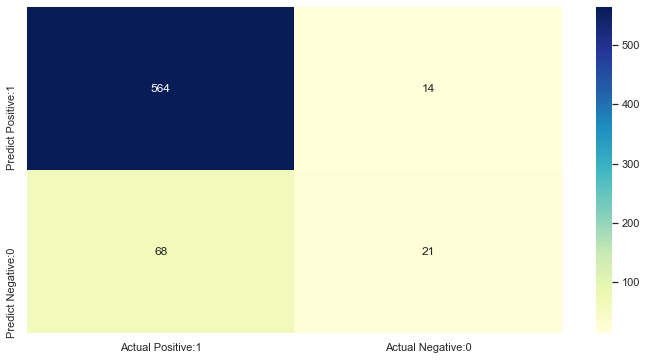 Predict Positive:1
564
14
Predict Negative:0
68
21
Actual Positive:1
Actual Negative:0
500
400
300
200
100